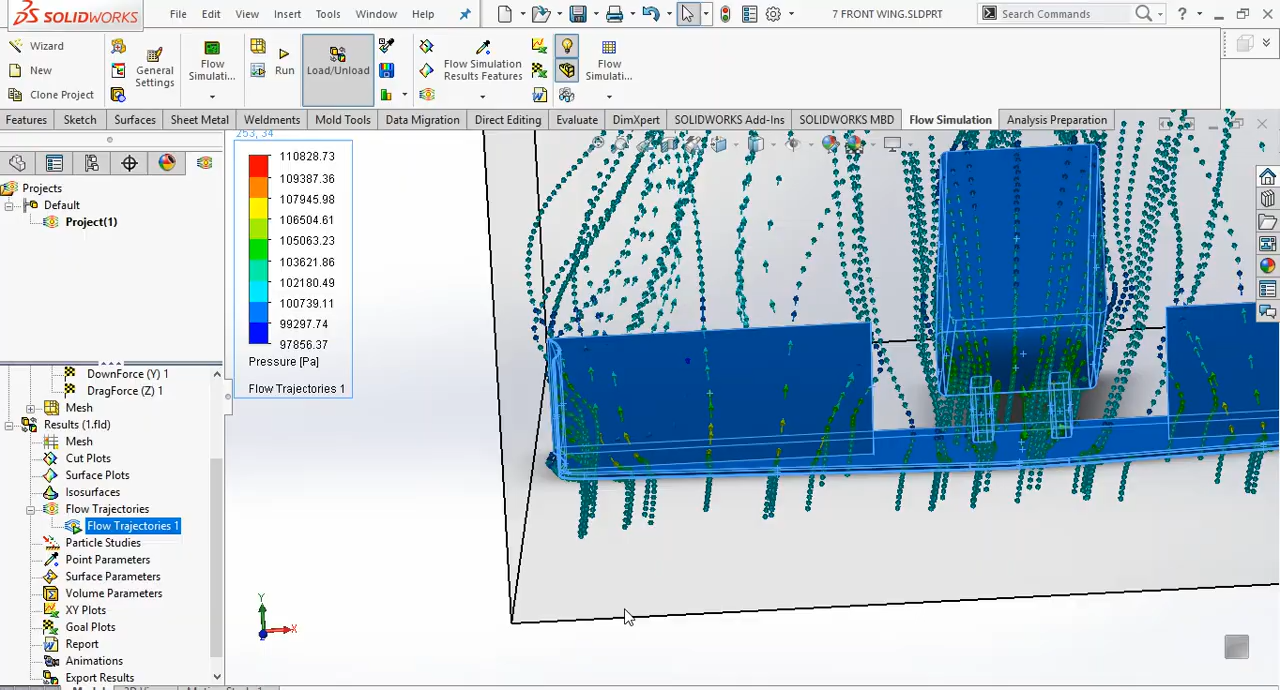 SOLIDWORKS File Edit View Insert Tools Window Help 7 FRONT WING.SLDPRT Search Commands ?
Wizard
New
Clone Project
General
Settings
Flow
Simulati...
Run
Load/Unload
Flow Simulation
Results Features
Flow
Simulati...
Features Sketch Surfaces Sheet Metal Weldments Mold Tools Data Migration Direct Editing Evaluate DimXpert SOLIDWORKS Add-Ins SOLIDWORKS MBD Flow Simulation Analysis Preparation
253, 34
110828.73
109387.36
107945.98
106504.61
105063.23
103621.86
102180.49
100739.11
99297.74
97856.37
Pressure [Pa]
Flow Trajectories 1
Projects
Default
Project(1)
DownForce (Y) 1
DragForce (Z) 1
Mesh
Results (1.fld)
Mesh
Cut Plots
Surface Plots
Isosurfaces
Flow Trajectories
Flow Trajectories 1
Particle Studies
Point Parameters
Surface Parameters
Volume Parameters
XY Plots
Goal Plots
Report
Animations
Export Results
Y
X